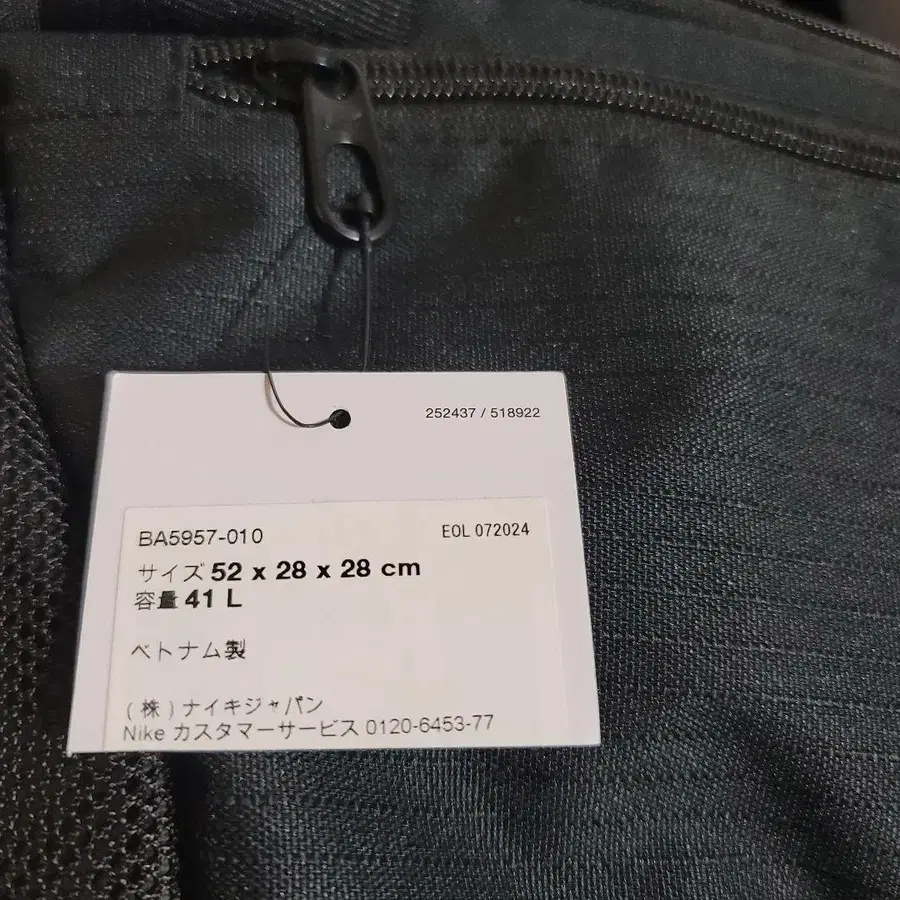 252437 / 518922
BA5957-010
EOL 072024
サイズ 52 x 28 x 28 cm
容量 41 L
ベトナム製
(株)ナイキジャパン
Nike カスタマーサービス 0120-6453-77